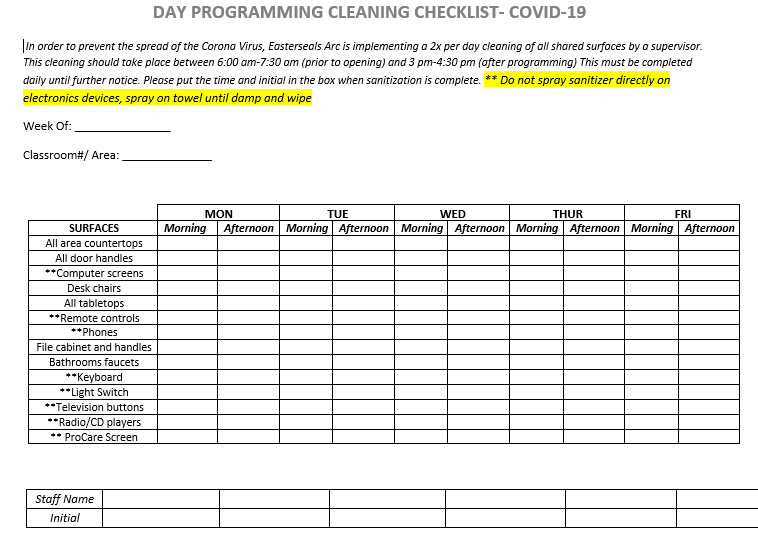 DAY PROGRAMMING CLEANING CHECKLIST- COVID-19
In order to prevent the spread of the Corona Virus, Easterseals Arc is implementing a 2x per day cleaning of all shared surfaces by a supervisor.
This cleaning should take place between 6:00 am-7:30 am (prior to opening) and 3 pm-4:30 pm (after programming) This must be completed
daily until further notice. Please put the time and initial in the box when sanitization is complete. ** Do not spray sanitizer directly on
electronics devices, spray on towel until damp and wipe
Week Of: _______________
Classroom#/ Area: ______________
MON TUE WED THUR FRI
SURFACES Morning Afternoon Morning Afternoon Morning Afternoon Morning Afternoon Morning Afternoon
All area countertops
All door handles
**Computer screens
Desk chairs
All tabletops
**Remote controls
**Phones
File cabinet and handles
Bathrooms faucets
**Keyboard
**Light Switch
**Television buttons
**Radio/CD players
** ProCare Screen
Staff Name
Initial